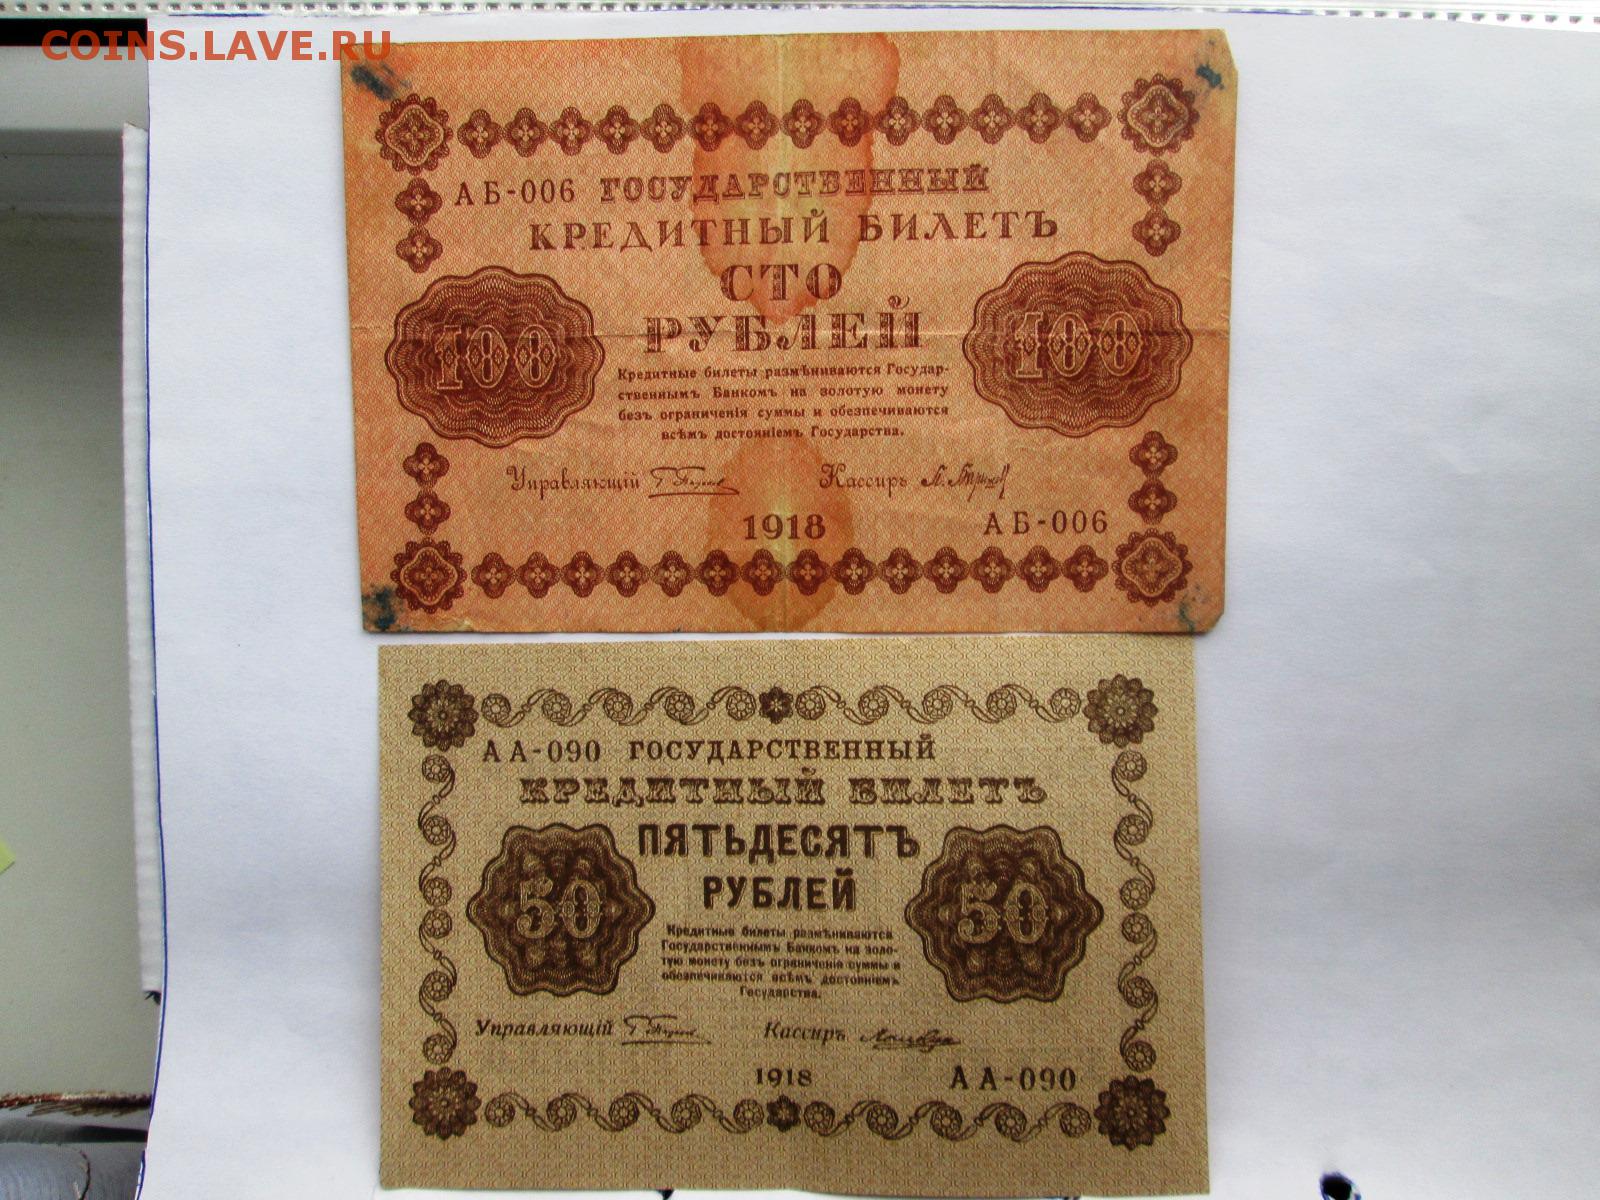 COINS.LAVE.RU
АБ-006 ГОСУДАРСТВЕННЫЙ
КРЕДИТНЫЙ БИЛЕТЪ
СТО
РУБЛЕЙ
100
100
Кредитные билеты размѣниваются Государ-
ственнымъ Банкомъ на золотую монету
безъ ограниченія суммы и обезпечиваются
всѣмъ достояніемъ Государства.
Управляющій
Кассиръ
1918
АБ-006
АА-090 ГОСУДАРСТВЕННЫЙ
КРЕДИТНЫЙ БИЛЕТЪ
ПЯТЬДЕСЯТЪ
РУБЛЕЙ
50
50
Кредитные билеты размѣниваются
Государственнымъ Банкомъ на золо-
тую монету безъ ограниченія суммы и
обезпечиваются всѣмъ достояніемъ
Государства.
Управляющій
Кассиръ
1918
АА-090